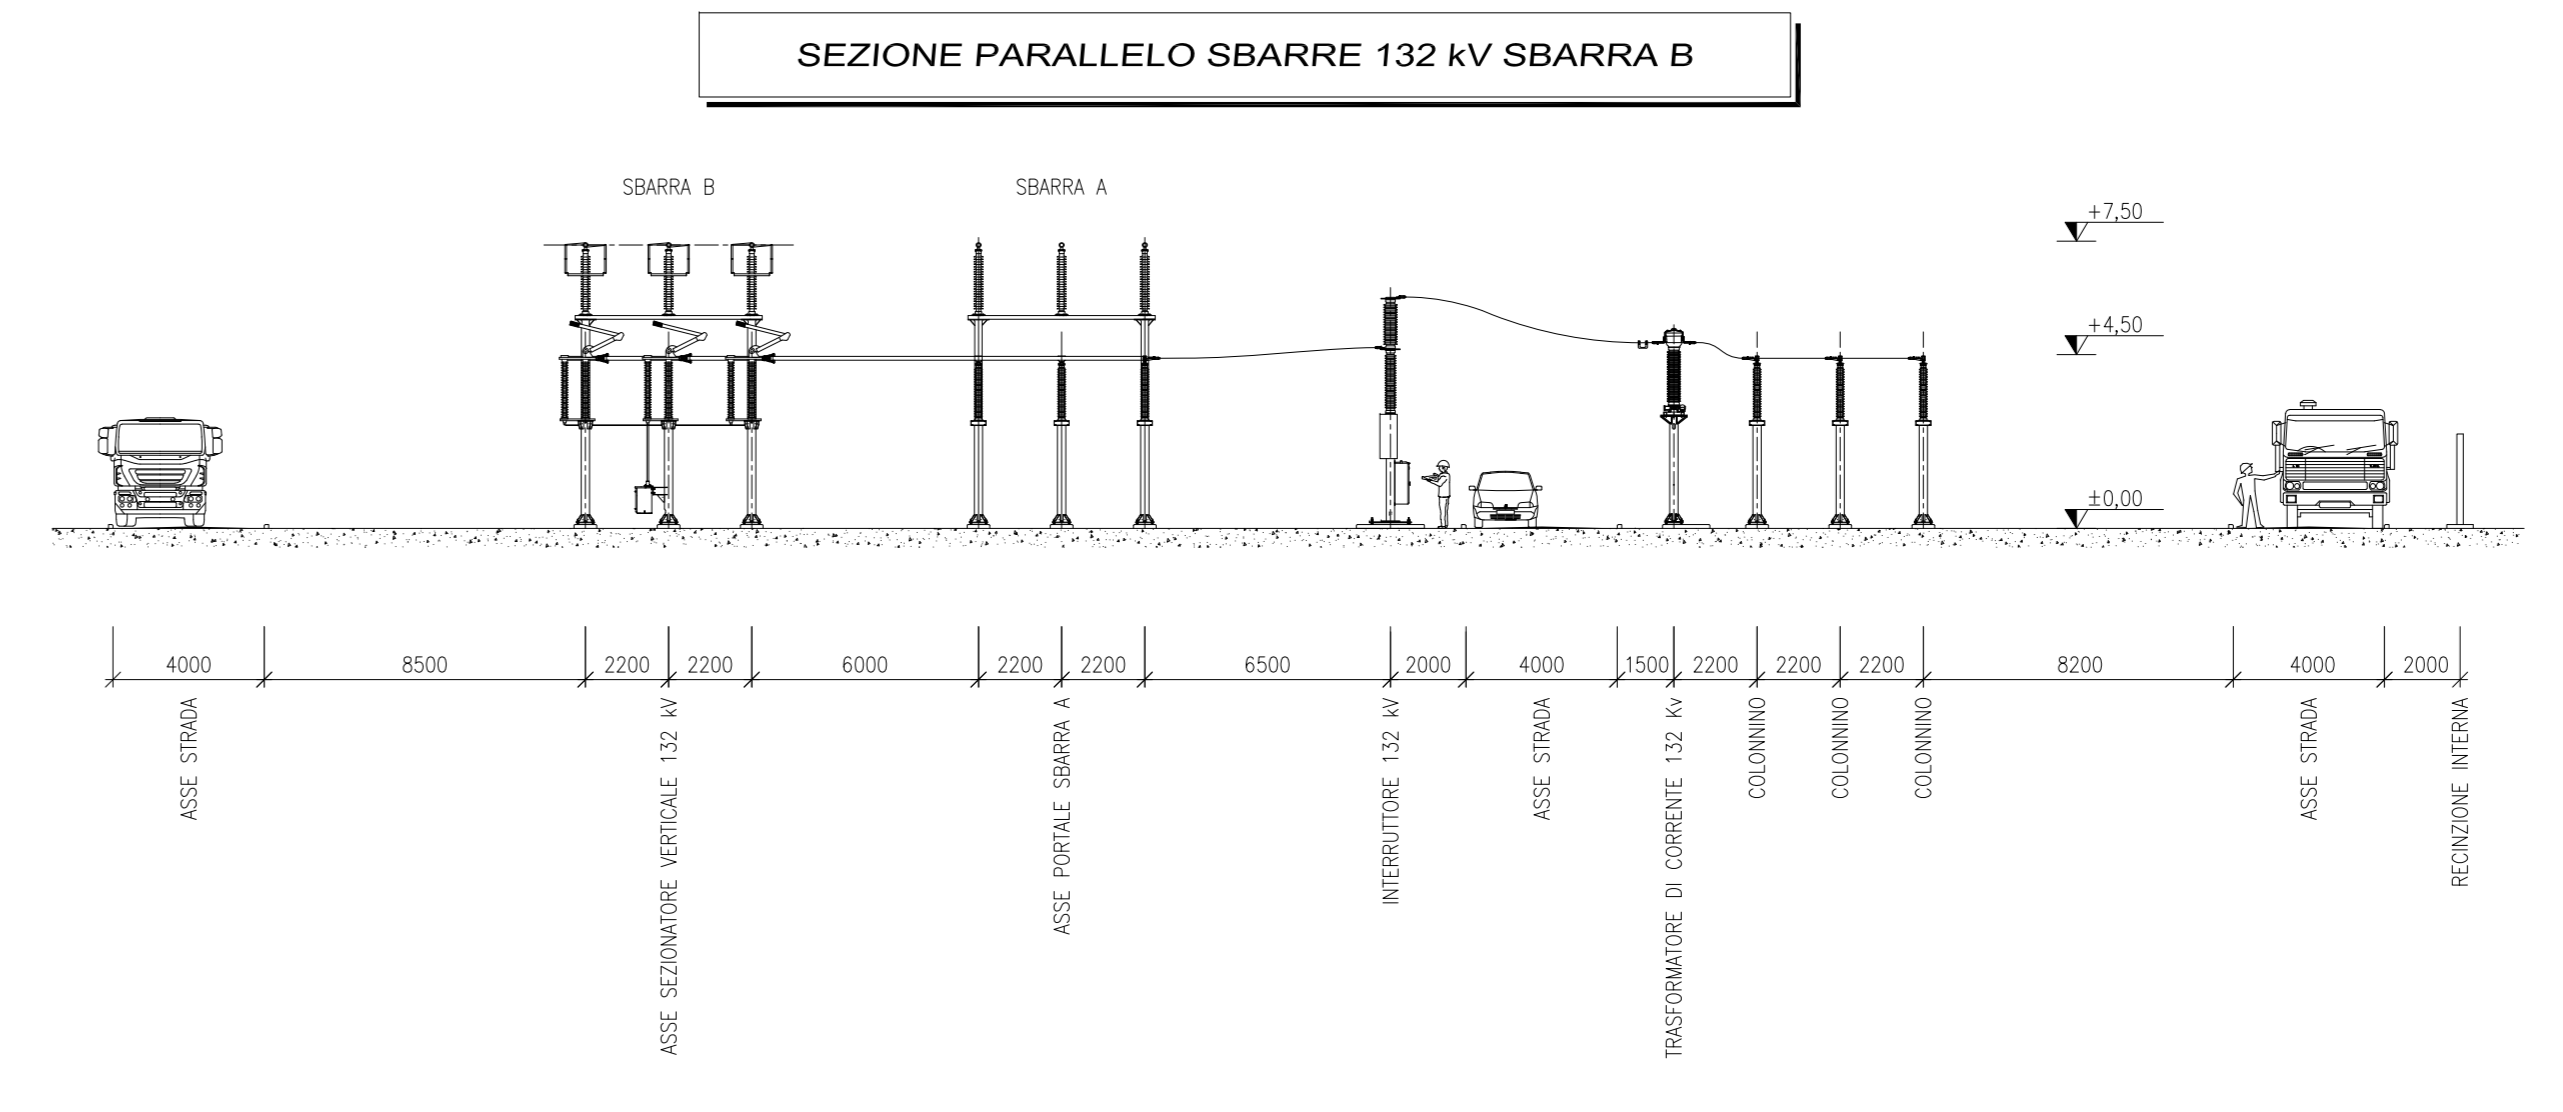 SEZIONE PARALLELO SBARRE 132 kV SBARRA B
SBARRA B
SBARRA A
+7,50
+4,50
±0,00
4000
8500
2200
2200
6000
2200
2200
6500
2000
4000
1500
2200
2200
2200
8200
4000
2000
ASSE STRADA
ASSE SEZIONATORE VERTICALE 132 kV
ASSE PORTALE SBARRA A
INTERRUTTORE 132 kV
ASSE STRADA
TRASFORMATORE DI CORRENTE 132 Kv
COLONNINO
COLONNINO
COLONNINO
ASSE STRADA
RECINZIONE INTERNA